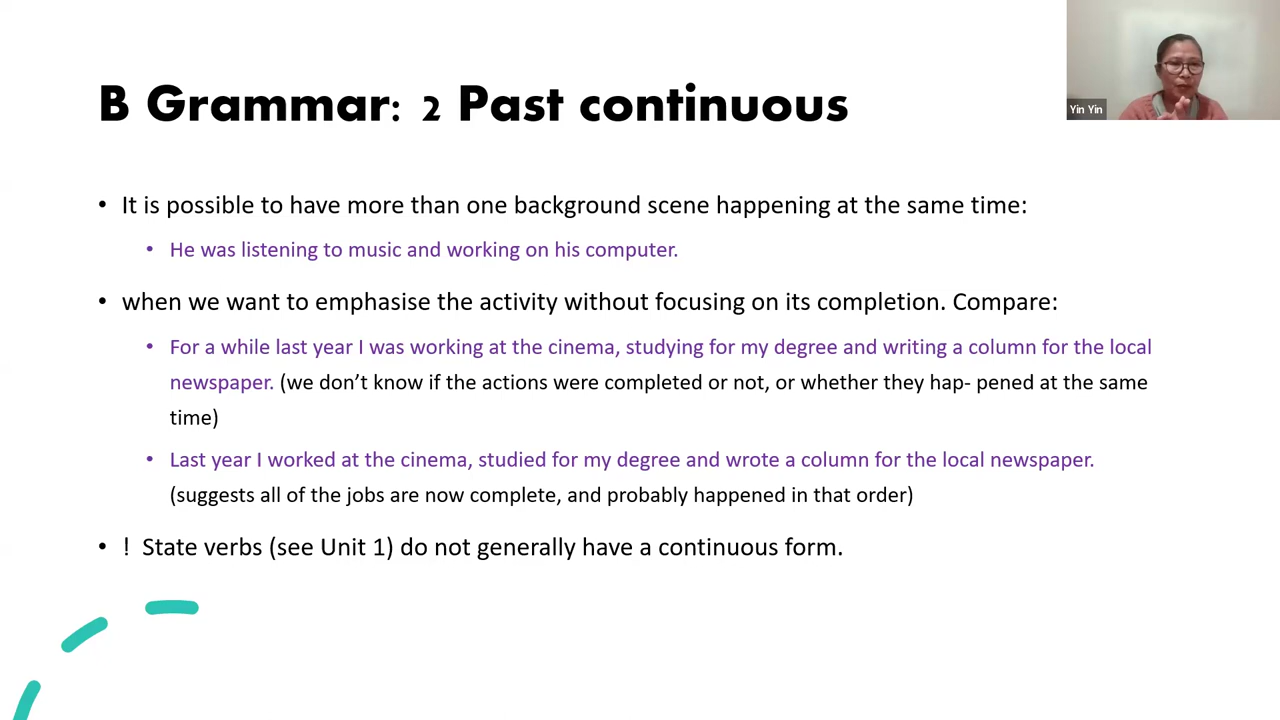 B Grammar: 2 Past continuous
Yin Yin
• It is possible to have more than one background scene happening at the same time:
• He was listening to music and working on his computer.
• when we want to emphasise the activity without focusing on its completion. Compare:
• For a while last year I was working at the cinema, studying for my degree and writing a column for the local
newspaper. (we don’t know if the actions were completed or not, or whether they hap- pened at the same
time)
• Last year I worked at the cinema, studied for my degree and wrote a column for the local newspaper.
(suggests all of the jobs are now complete, and probably happened in that order)
• ! State verbs (see Unit 1) do not generally have a continuous form.